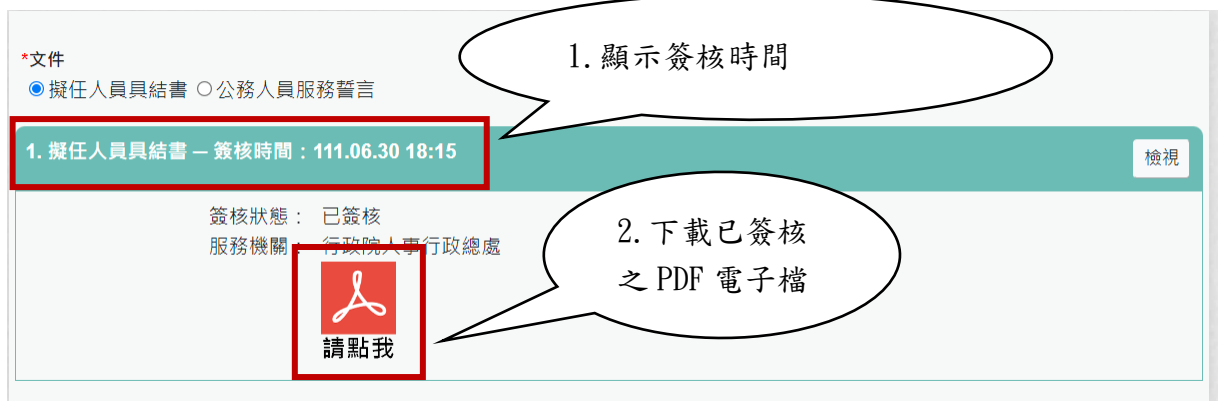 1.顯示簽核時間
*文件
擬任人員具結書 公務人員服務誓言
1. 擬任人員具結書 – 簽核時間：111.06.30 18:15
檢視
簽核狀態： 已簽核
服務機關： 行政院人事行政總處
2.下載已簽核
之 PDF 電子檔
請點我